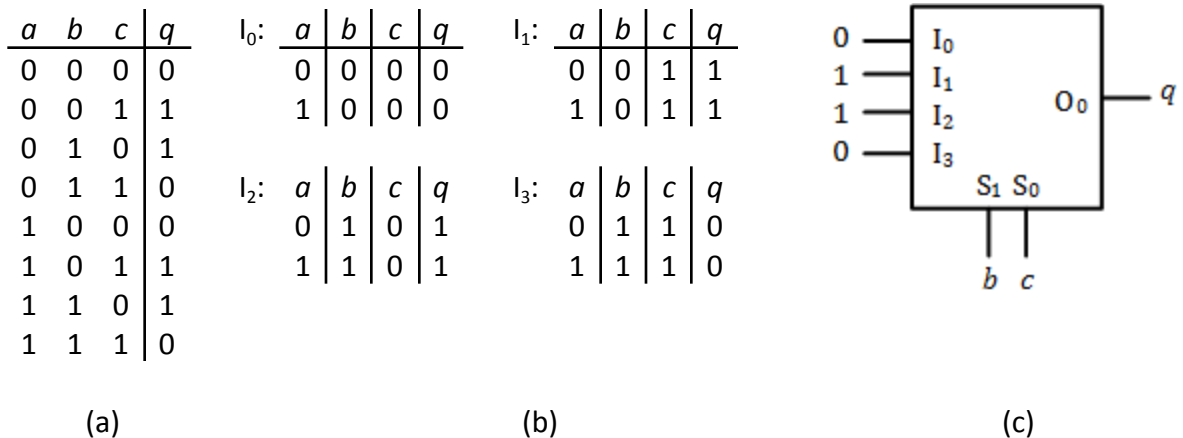 a b c q
0 0 0 0
0 0 1 1
0 1 0 1
0 1 1 0
1 0 0 0
1 0 1 1
1 1 0 1
1 1 1 0
(a)
I0: a b c q
0 0 0 0
1 0 0 0
I1: a b c q
0 0 1 1
1 0 1 1
I2: a b c q
0 1 0 1
1 1 0 1
I3: a b c q
0 1 1 0
1 1 1 0
(b)
0 I0
1 I1
1 I2
0 I3
O0 q
S1 S0
b c
(c)